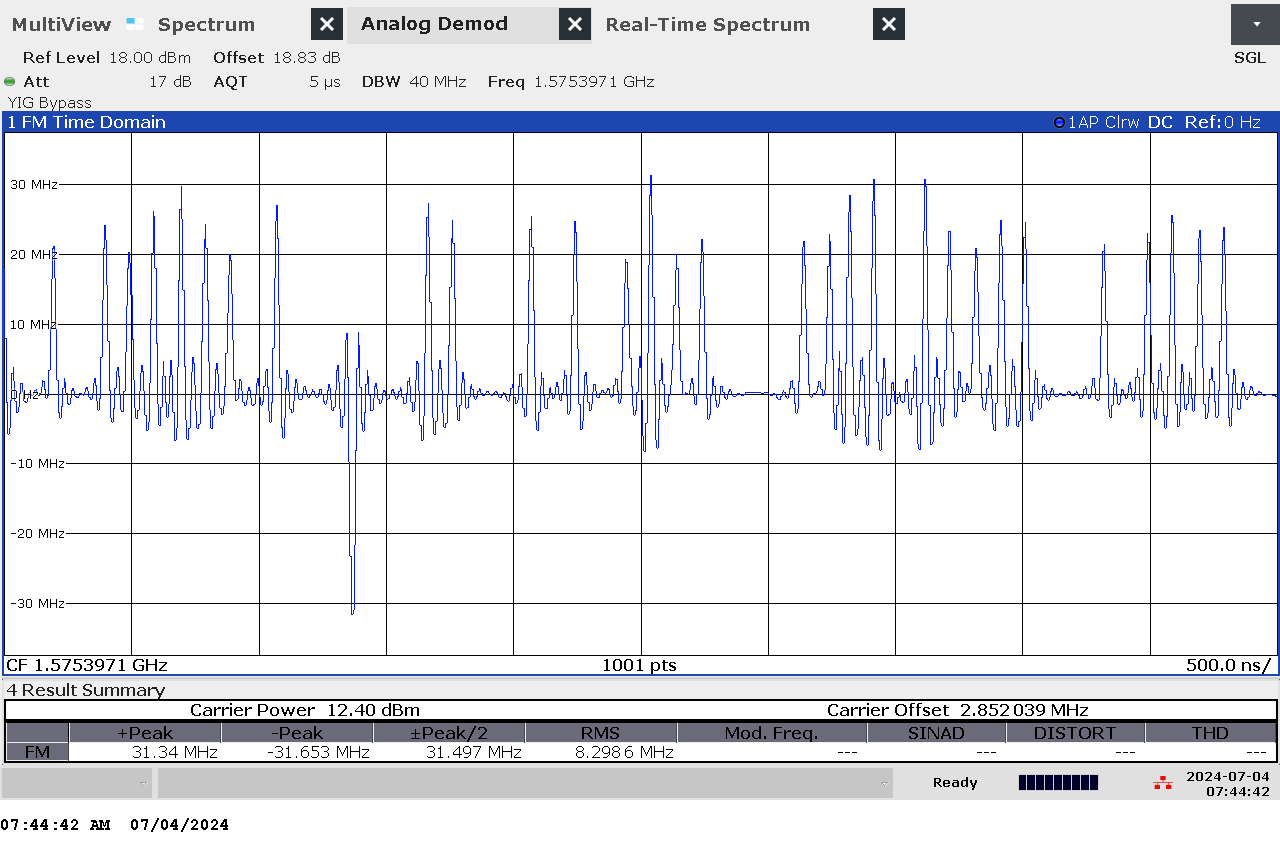 MultiView Spectrum Analog Demod Real-Time Spectrum
Ref Level 18.00 dBm Offset 18.83 dB SGL
Att 17 dB AQT 5 µs DBW 40 MHz Freq 1.5753971 GHz
YIG Bypass
1 FM Time Domain 1AP Clrw DC Ref:0 Hz
30 MHz
20 MHz
10 MHz
0 Hz
-10 MHz
-20 MHz
-30 MHz
CF 1.5753971 GHz 1001 pts 500.0 ns/
4 Result Summary
Carrier Power 12.40 dBm Carrier Offset 2.852039 MHz
+Peak -Peak ±Peak/2 RMS Mod. Freq. SINAD DISTORT THD
FM 31.34 MHz -31.653 MHz 31.497 MHz 8.2986 MHz --- --- --- ---
Ready 2024-07-04
07:44:42
07:44:42 AM 07/04/2024